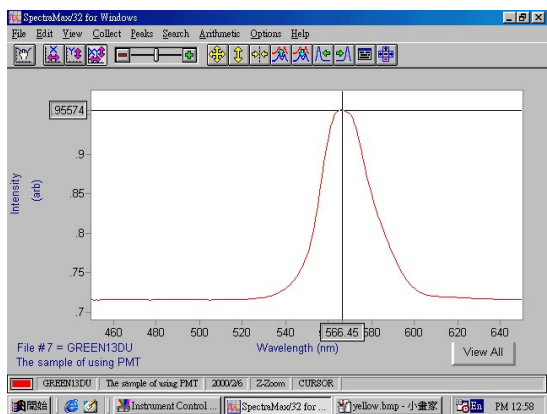 SpectraMax/32 for Windows
File Edit View Collect Peaks Search Arithmetic Options Help
.95574
.9
.85
.8
.75
.7
Intensity
(arb)
460 480 500 520 540 566.45 580 600 620 640
Wavelength (nm)
File #7 = GREEN13DU
The sample of using PMT
View All
GREEN13DU The sample of using PMT 2000/2/6 Z-Zoom CURSOR
開始 Instrument Control ... SpectraMax/32 for ... yellow.bmp - 小畫家 En PM 12:58